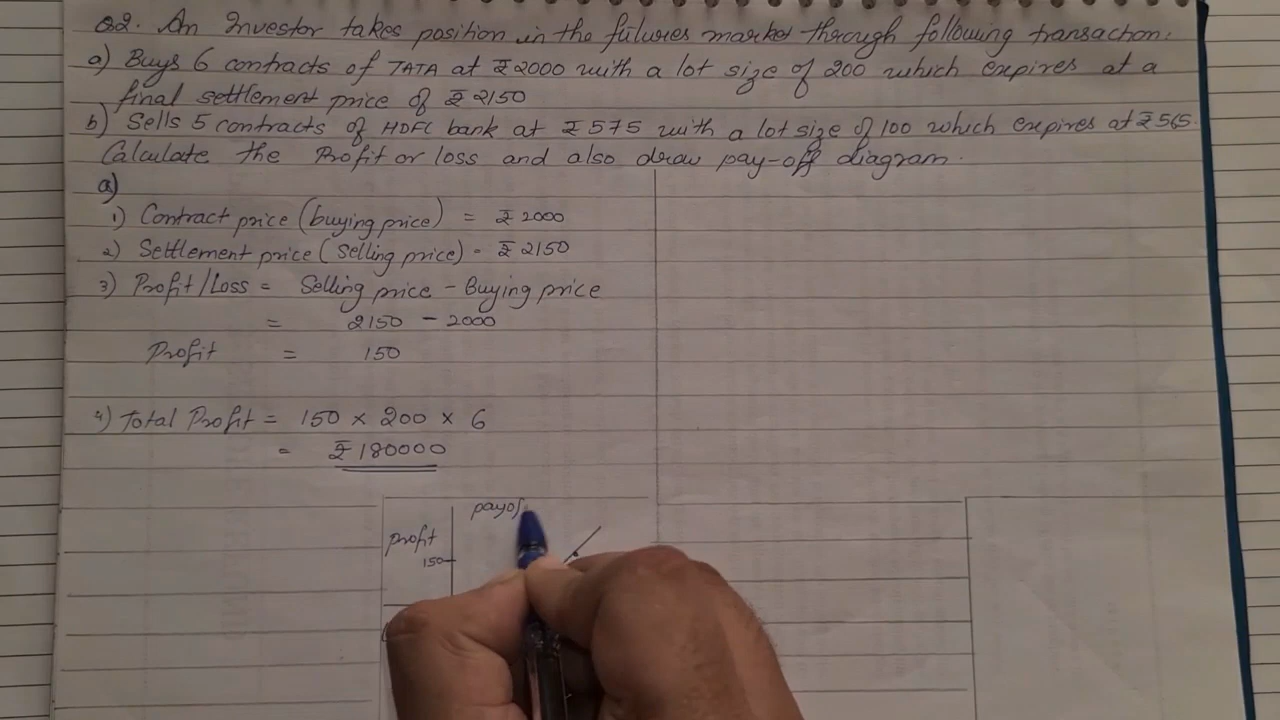 Q2. An Investor takes position in the futures market through following transaction:
a) Buys 6 contracts of TATA at ₹2000 with a lot size of 200 which expires at a
final settlement price of ₹2150
b) Sells 5 contracts of HDFC bank at ₹575 with a lot size of 100 which expires at ₹565.
Calculate the Profit or loss and also draw pay-off diagram.
a)
1) Contract price (buying price) = ₹2000
2) Settlement price (selling price) = ₹2150
3) Profit/Loss = Selling price - Buying price
= 2150 - 2000
Profit = 150
4) Total Profit = 150 × 200 × 6
= ₹180000
payof
profit
150